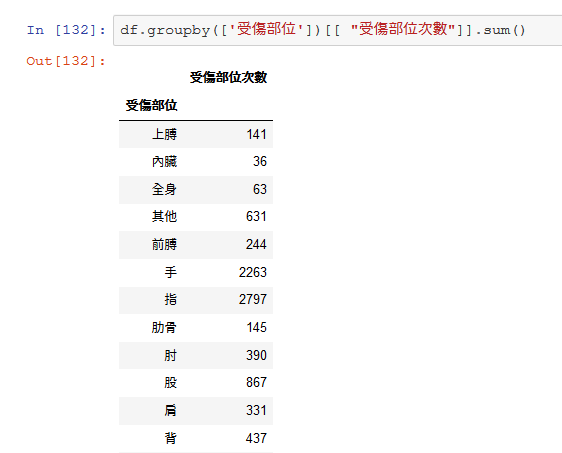 In [132]: df.groupby(['受傷部位'])[[ "受傷部位次數"]].sum()
Out[132]:
受傷部位次數
受傷部位
上膊 141
內臟 36
全身 63
其他 631
前膊 244
手 2263
指 2797
肋骨 145
肘 390
股 867
肩 331
背 437